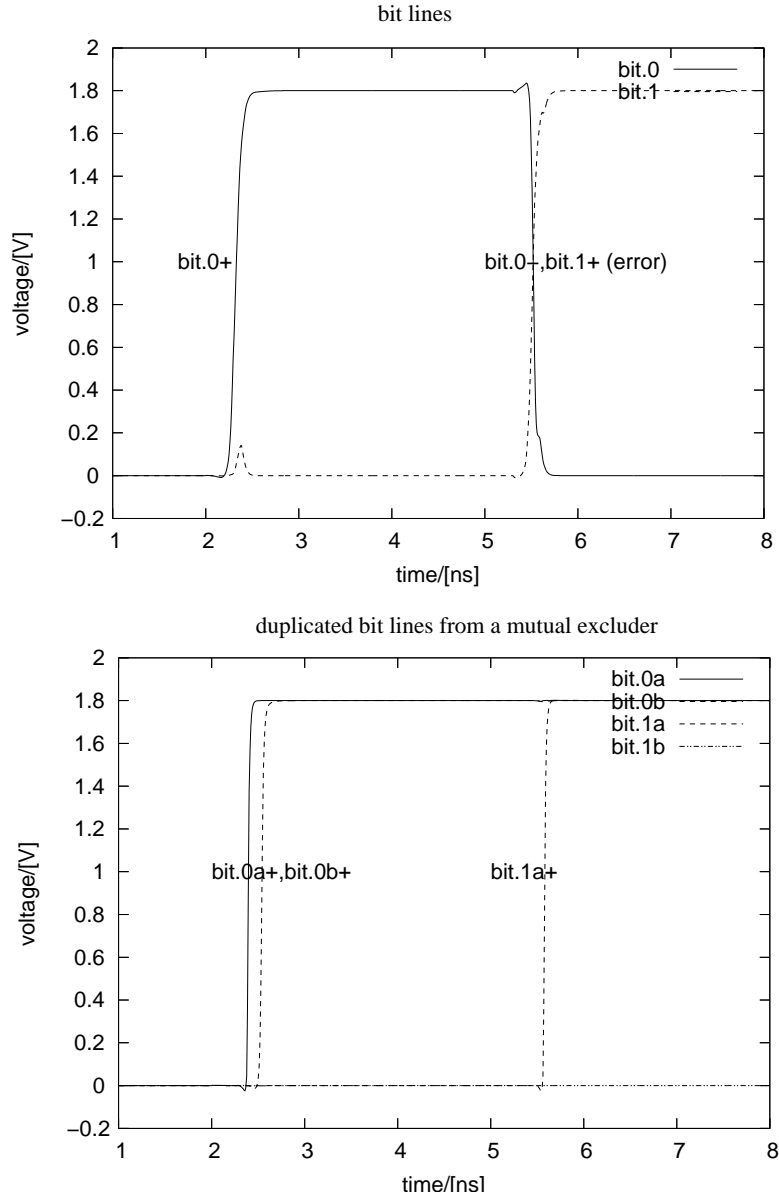 bit lines
2
bit.0
bit.1
1.8
1.6
1.4
1.2
1
0.8
0.6
0.4
0.2
0
−0.2
voltage/[V]
bit.0+
bit.0−,bit.1+ (error)
1 2 3 4 5 6 7 8
time/[ns]
duplicated bit lines from a mutual excluder
2
bit.0a
bit.0b
bit.1a
bit.1b
1.8
1.6
1.4
1.2
1
0.8
0.6
0.4
0.2
0
−0.2
voltage/[V]
bit.0a+,bit.0b+
bit.1a+
1 2 3 4 5 6 7 8
time/[ns]